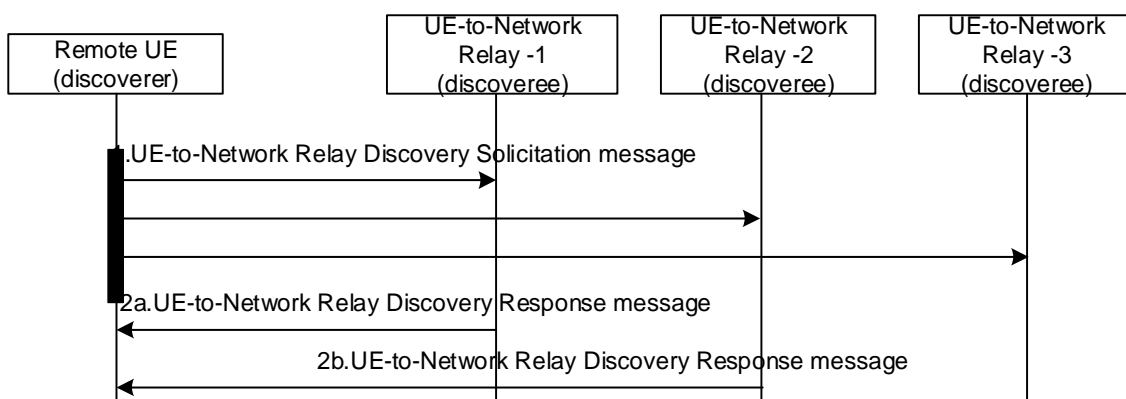 Remote UE
(discoverer)
UE-to-Network
Relay -1
(discoveree)
UE-to-Network
Relay -2
(discoveree)
UE-to-Network
Relay -3
(discoveree)
1.UE-to-Network Relay Discovery Solicitation message
2a.UE-to-Network Relay Discovery Response message
2b.UE-to-Network Relay Discovery Response message